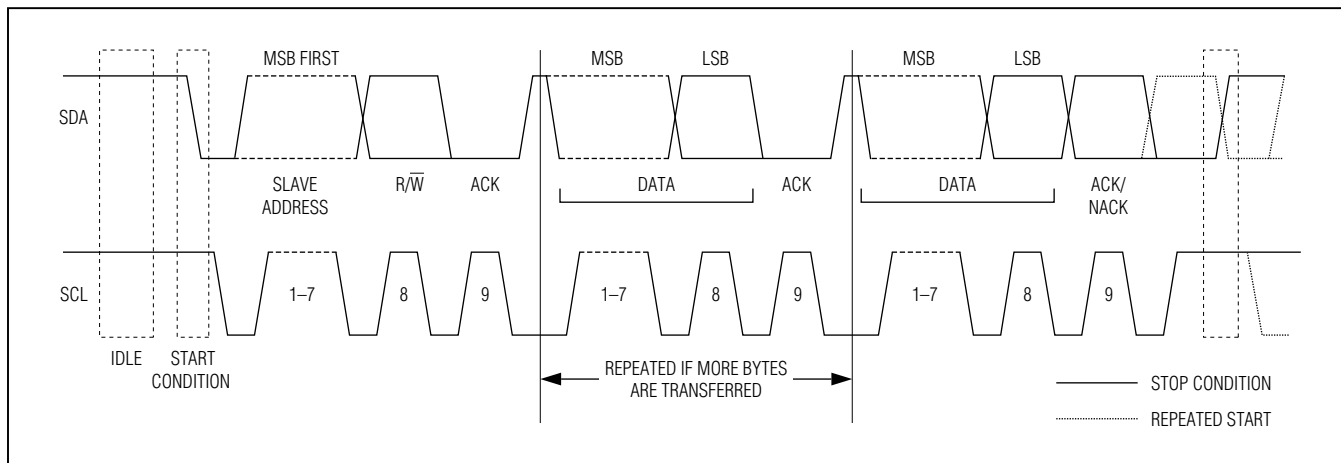 MSB FIRST
MSB
LSB
MSB
LSB
SDA
SLAVE
ADDRESS
R/W̅
ACK
DATA
ACK
DATA
ACK/
NACK
SCL
1–7
8
9
1–7
8
9
1–7
8
9
IDLE
START
CONDITION
REPEATED IF MORE BYTES
ARE TRANSFERRED
STOP CONDITION
REPEATED START